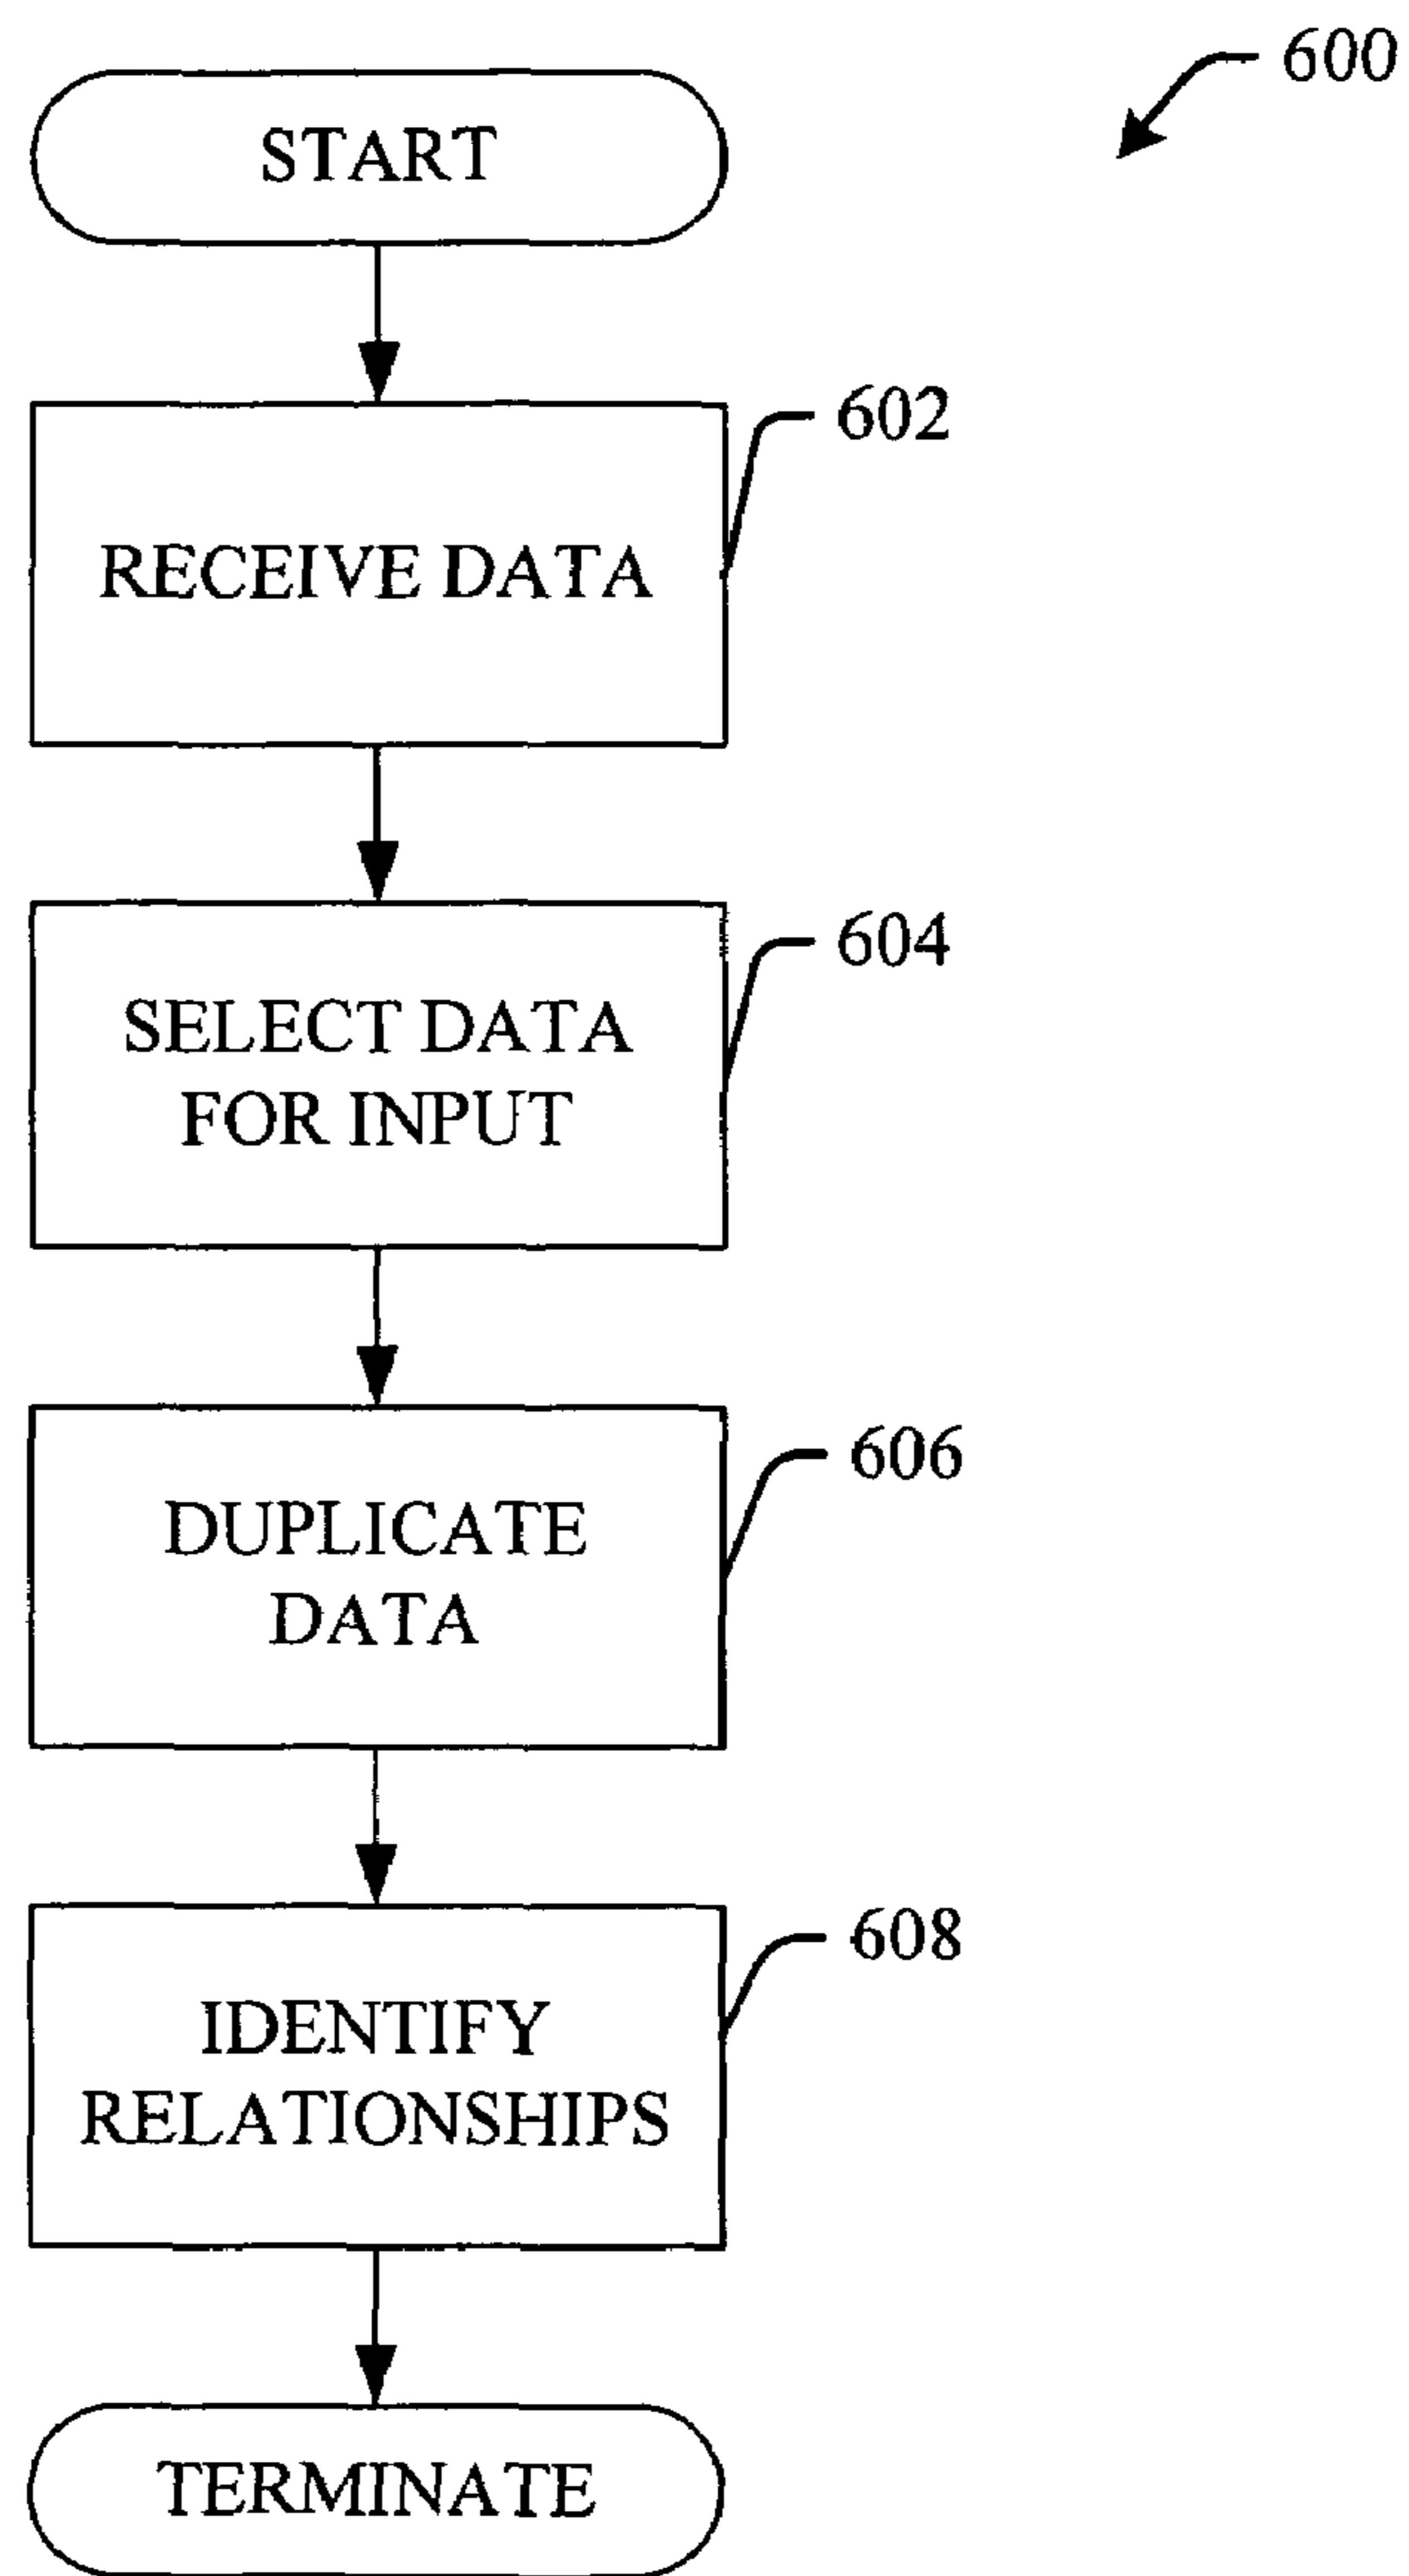 600
START
602
RECEIVE DATA
604
SELECT DATA
FOR INPUT
606
DUPLICATE
DATA
608
IDENTIFY
RELATIONSHIPS
TERMINATE